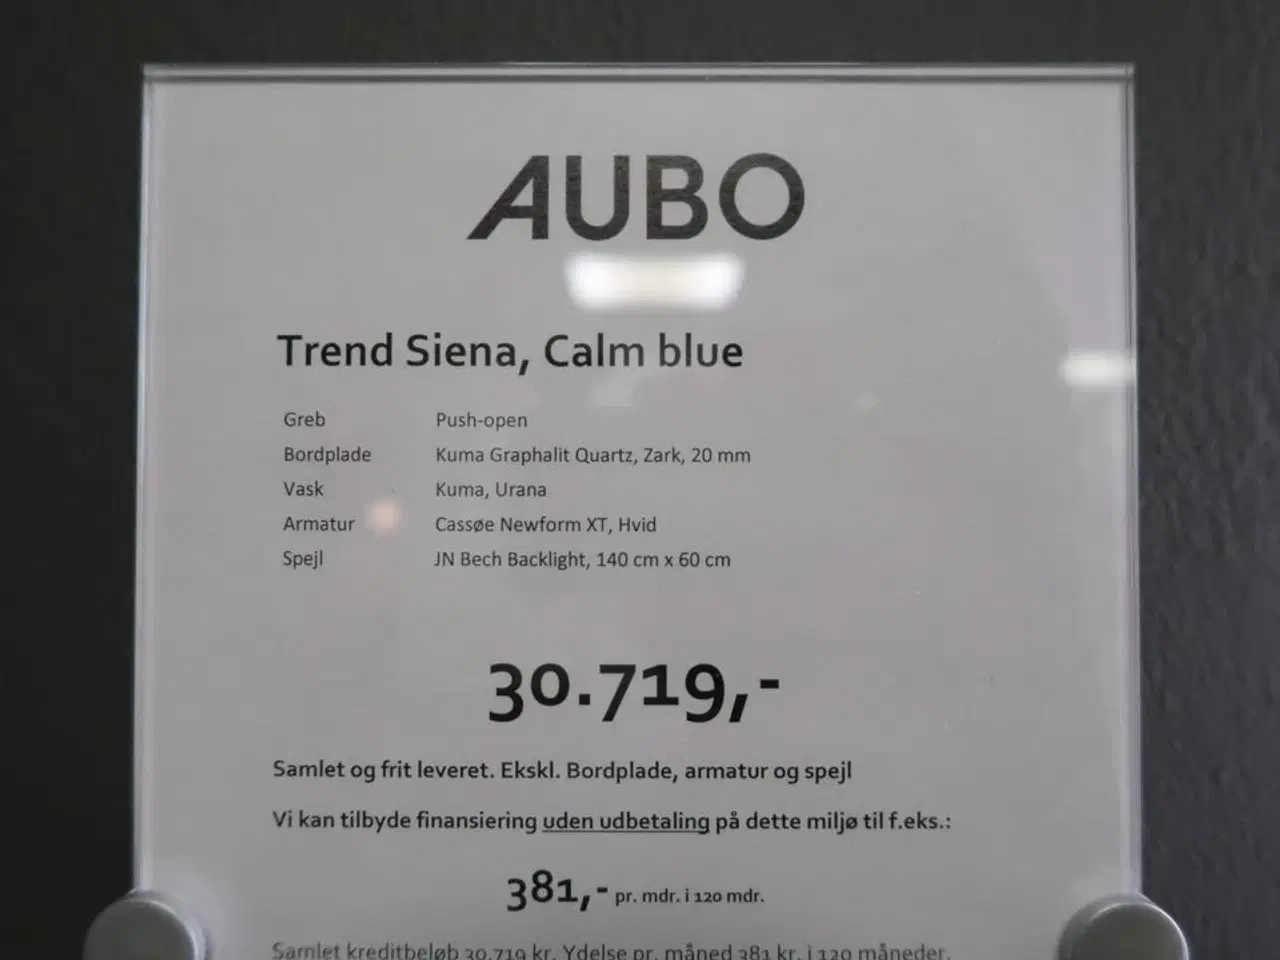 AUBO
Trend Siena, Calm blue
Greb Push-open
Bordplade Kuma Graphalit Quartz, Zark, 20 mm
Vask Kuma, Urana
Armatur Cassøe Newform XT, Hvid
Spejl JN Bech Backlight, 140 cm x 60 cm
30.719,-
Samlet og frit leveret. Ekskl. Bordplade, armatur og spejl
Vi kan tilbyde finansiering uden udbetaling på dette miljø til f.eks.:
381,- pr. mdr. i 120 mdr.
Samlet kreditbeløb 30.719 kr. Ydelse pr. måned 381 kr. i 120 måneder.